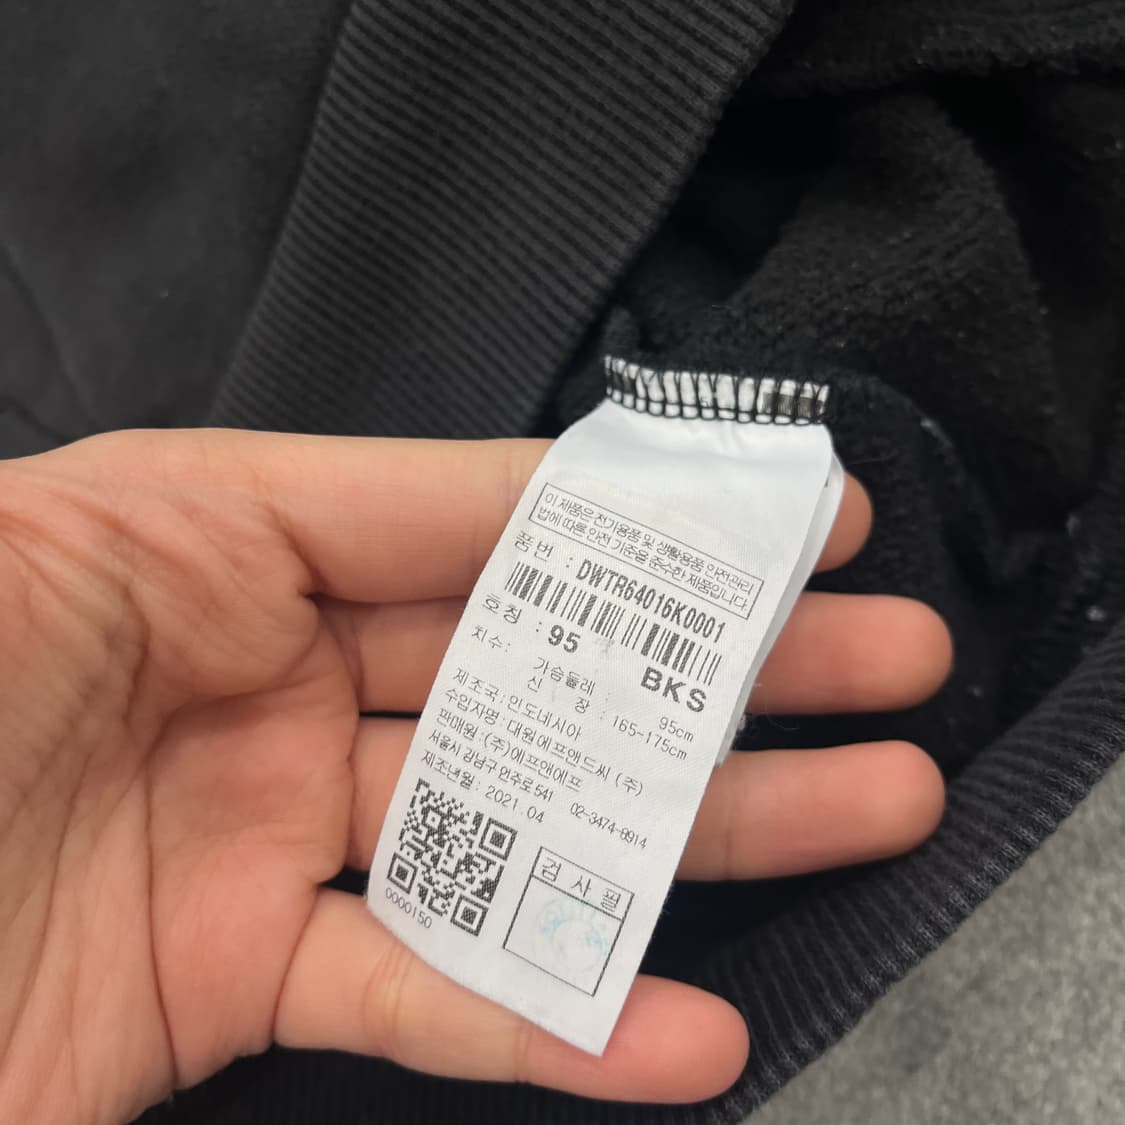 이 제품은 전기용품 및 생활용품 안전관리
법에 따른 안전 기준을 준수한 제품입니다.
품번 : DWTR64016K0001
호칭 : 95 BKS
치수: 가슴둘레 : 95cm
신장 : 165-175cm
제조국: 인도네시아
수입자명: 대원에프앤드씨 (주)
판매원: (주)에프앤에프
서울시 강남구 언주로 541 02-3474-8914
제조년월: 2021.04
0000150
검사필